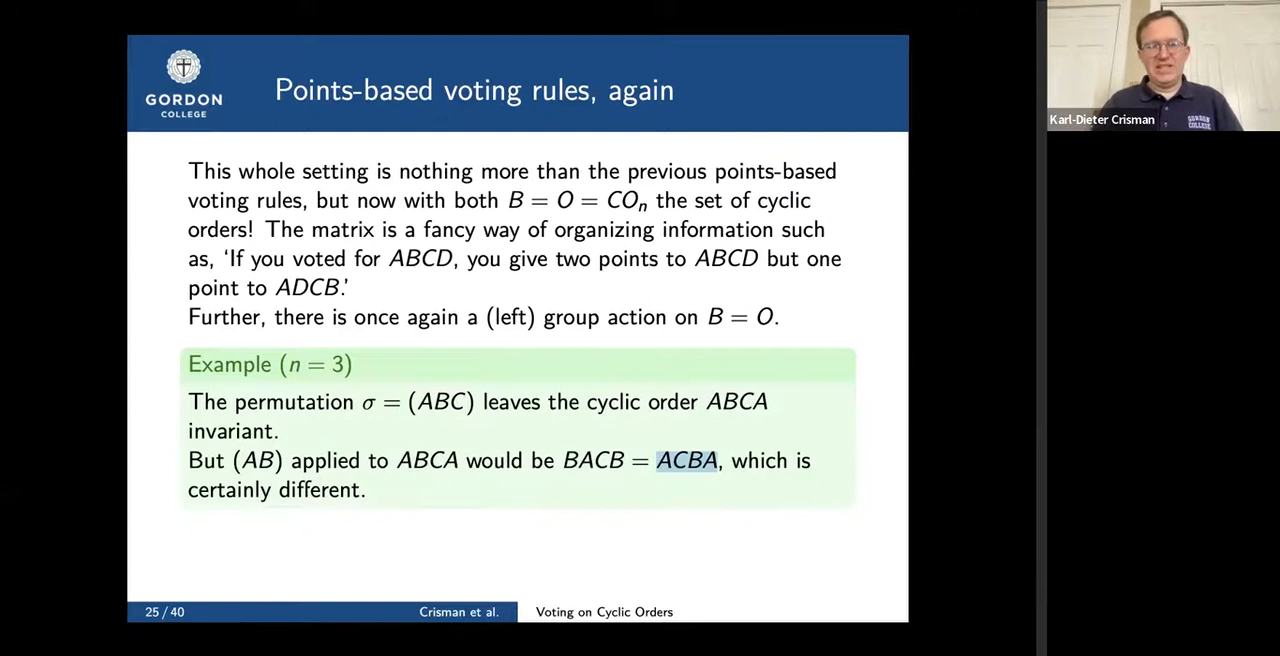 GORDON
COLLEGE
Points-based voting rules, again
This whole setting is nothing more than the previous points-based
voting rules, but now with both B = O = COₙ the set of cyclic
orders! The matrix is a fancy way of organizing information such
as, ‘If you voted for ABCD, you give two points to ABCD but one
point to ADCB.’
Further, there is once again a (left) group action on B = O.
Example (n = 3)
The permutation σ = (ABC) leaves the cyclic order ABCA
invariant.
But (AB) applied to ABCA would be BACB = ACBA, which is
certainly different.
25 / 40
Crisman et al.
Voting on Cyclic Orders
Karl-Dieter Crisman
GORDON
COLLEGE